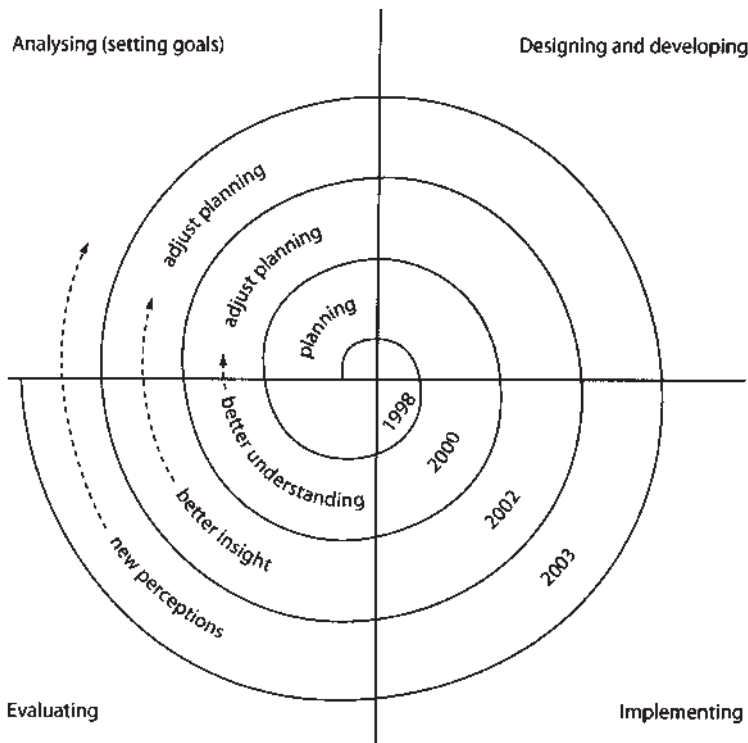 Analysing (setting goals)
Designing and developing
adjust planning
adjust planning
planning
1998
2000
2002
2003
better understanding
better insight
new perceptions
Evaluating
Implementing